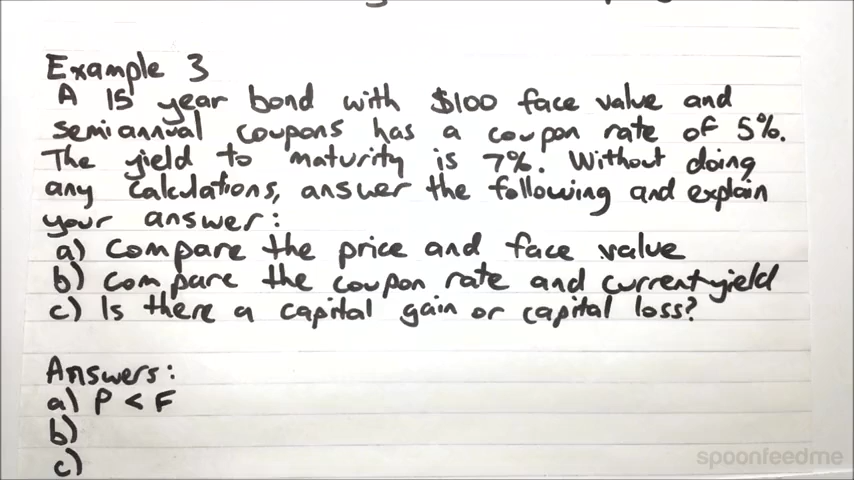 Example 3
A 15 year bond with $100 face value and
semiannual coupons has a coupon rate of 5%.
The yield to maturity is 7%. Without doing
any calculations, answer the following and explain
your answer:
a) compare the price and face value
b) compare the coupon rate and current yield
c) Is there a capital gain or capital loss?
Answers:
a) P < F
b)
c)
spoonfeedme